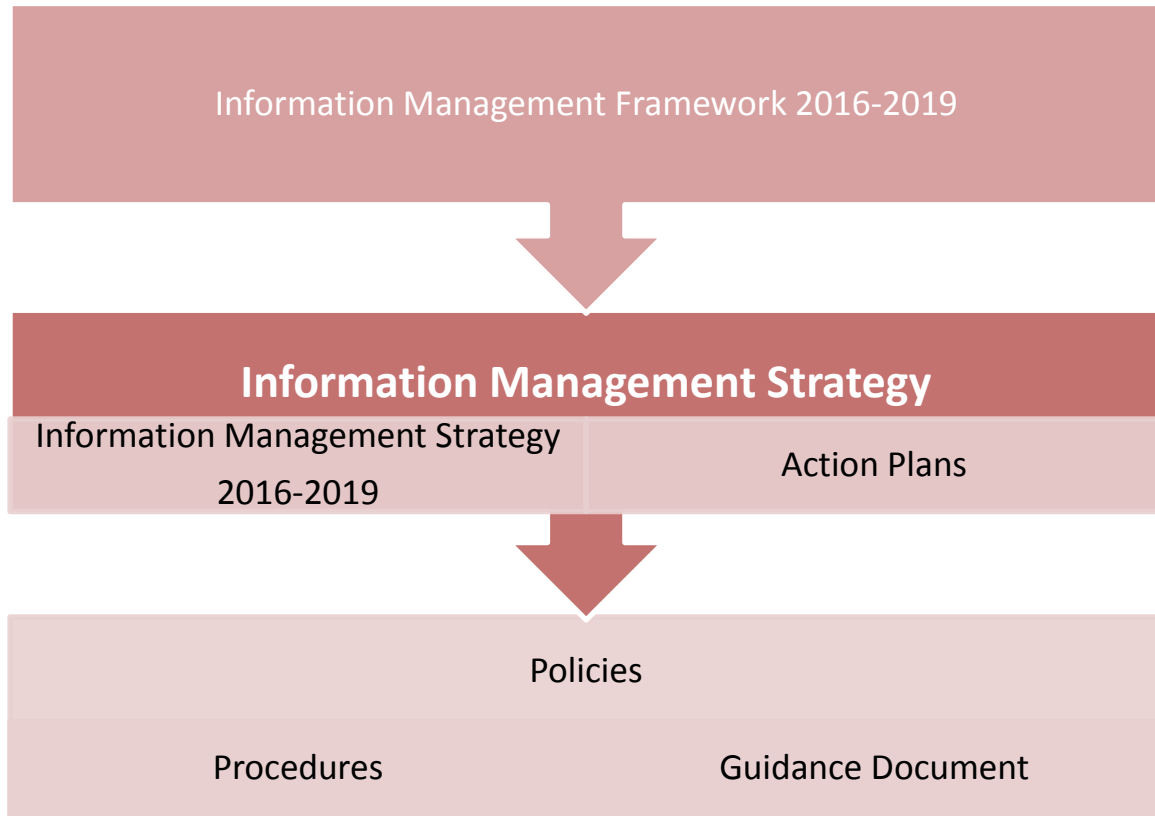 Information Management Framework 2016-2019
Information Management Strategy
Information Management Strategy
2016-2019
Action Plans
Policies
Procedures
Guidance Document